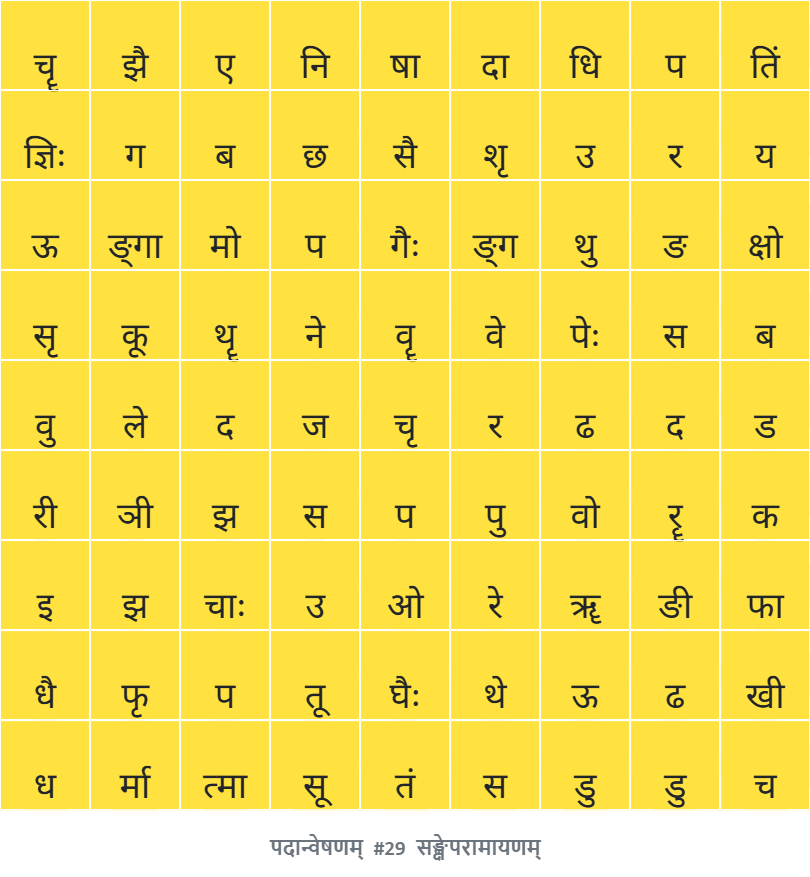 चॄ झै ए नि षा दा धि प तिं
ज्ञिः ग ब छ सै शृ उ र य
ऊ ङ्गा मो प गैः ङ्ग थु ङ क्षो
सृ कू थॄ ने वॄ वे पेः स ब
वु ले द ज चृ र ढ द ड
री ञी झ स प पु वो रॄ क
इ झ चाः उ ओ रे ॠ ङी फा
धै फृ प तू घैः थे ऊ ढ खी
ध र्मा त्मा सू तं स डु डु च
पदान्वेषणम् #29 सङ्क्षेपरामायणम्